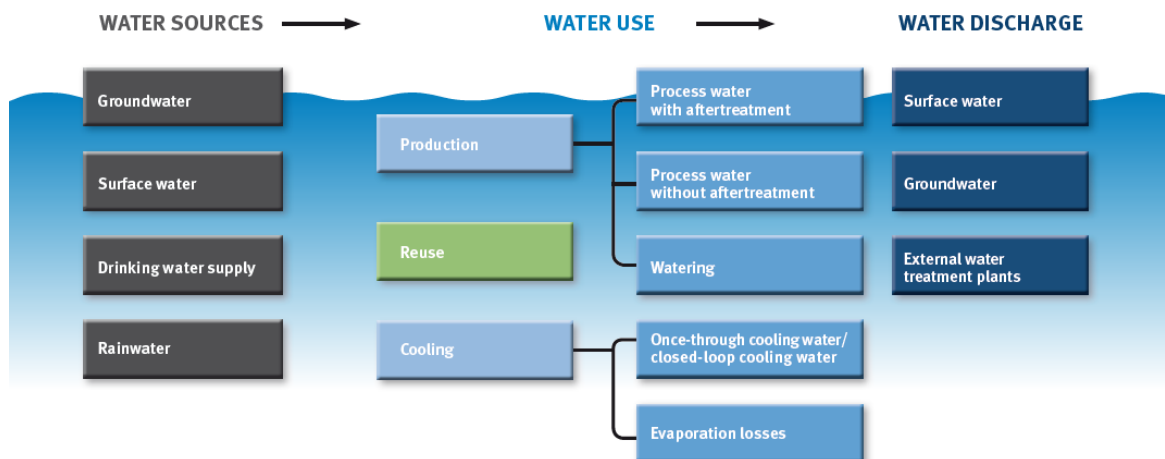 WATER SOURCES
WATER USE
WATER DISCHARGE
Groundwater
Surface water
Drinking water supply
Rainwater
Production
Reuse
Cooling
Process water
with aftertreatment
Process water
without aftertreatment
Watering
Once-through cooling water/
closed-loop cooling water
Evaporation losses
Surface water
Groundwater
External water
treatment plants